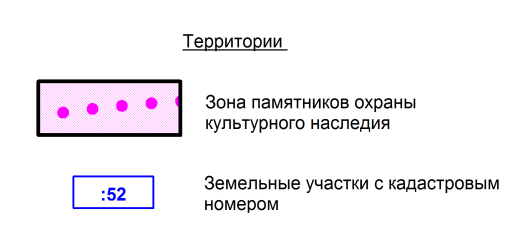 Территории
Зона памятников охраны
культурного наследия
:52
Земельные участки с кадастровым
номером